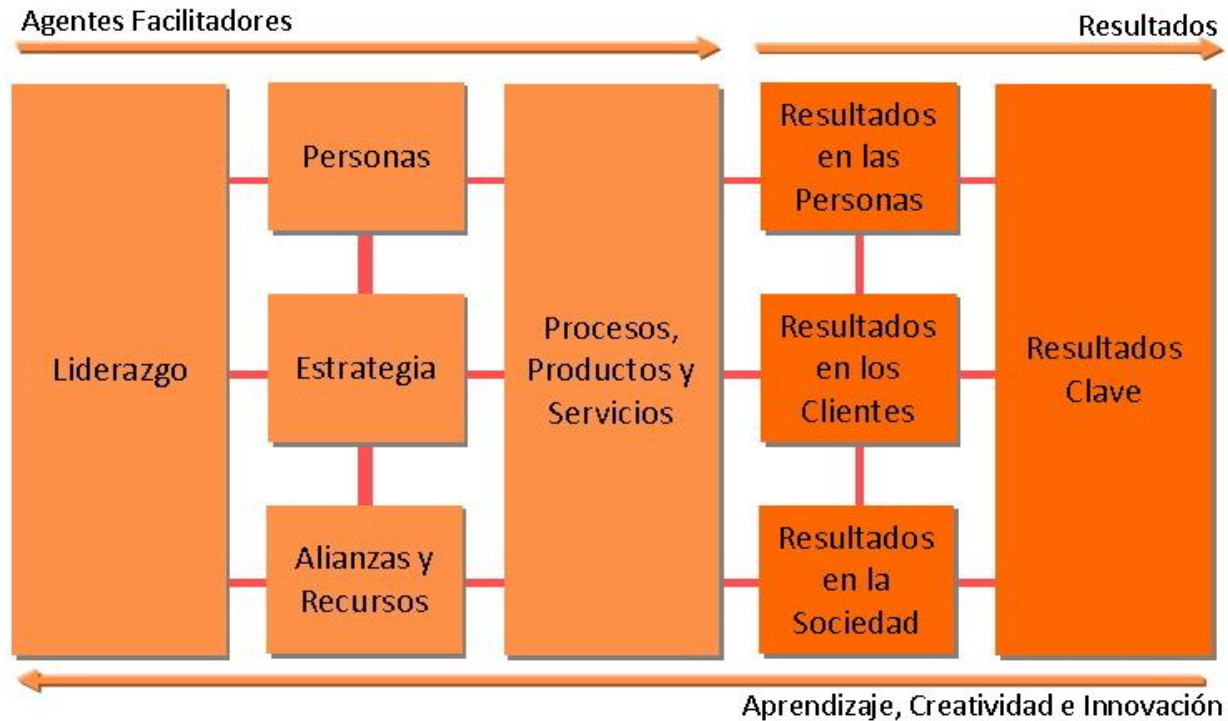 Agentes Facilitadores
Resultados
Liderazgo
Personas
Estrategia
Alianzas y
Recursos
Procesos,
Productos y
Servicios
Resultados
en las
Personas
Resultados
en los
Clientes
Resultados
en la
Sociedad
Resultados
Clave
Aprendizaje, Creatividad e Innovación